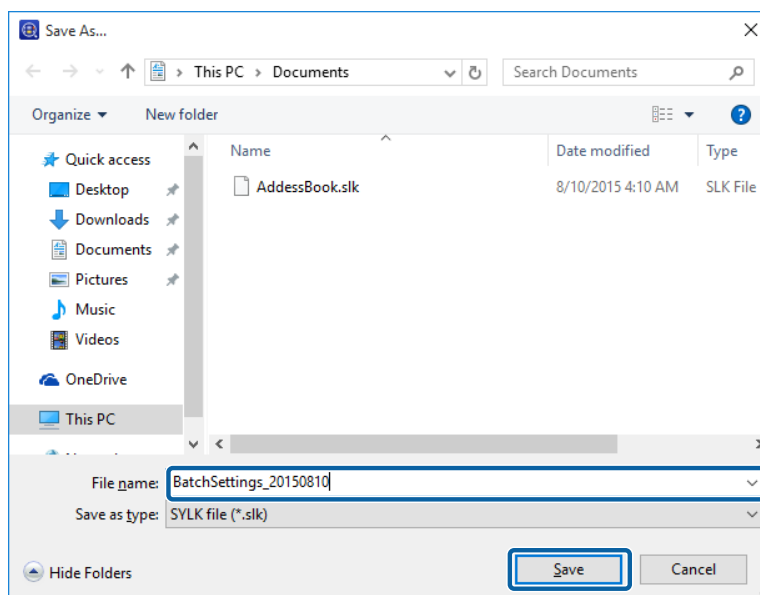 Save As...
This PC > Documents
Search Documents
Organize
New folder
?
Name
Date modified
Type
Quick access
Desktop
Downloads
Documents
Pictures
Music
Videos
OneDrive
This PC
AddessBook.slk
8/10/2015 4:10 AM
SLK File
File name:
BatchSettings_20150810
Save as type:
SYLK file (*.slk)
Hide Folders
Save
Cancel